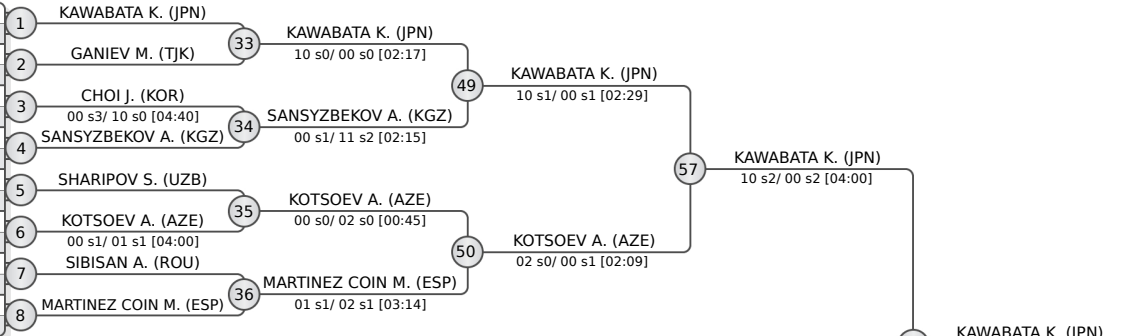 1
KAWABATA K. (JPN)
2
GANIEV M. (TJK)
33
KAWABATA K. (JPN)
10 s0/ 00 s0 [02:17]
3
CHOI J. (KOR)
00 s3/ 10 s0 [04:40]
4
SANSYZBEKOV A. (KGZ)
34
SANSYZBEKOV A. (KGZ)
00 s1/ 11 s2 [02:15]
49
KAWABATA K. (JPN)
10 s1/ 00 s1 [02:29]
5
SHARIPOV S. (UZB)
6
KOTSOEV A. (AZE)
00 s1/ 01 s1 [04:00]
35
KOTSOEV A. (AZE)
00 s0/ 02 s0 [00:45]
7
SIBISAN A. (ROU)
8
MARTINEZ COIN M. (ESP)
36
MARTINEZ COIN M. (ESP)
01 s1/ 02 s1 [03:14]
50
KOTSOEV A. (AZE)
02 s0/ 00 s1 [02:09]
57
KAWABATA K. (JPN)
10 s2/ 00 s2 [04:00]
KAWABATA K. (JPN)